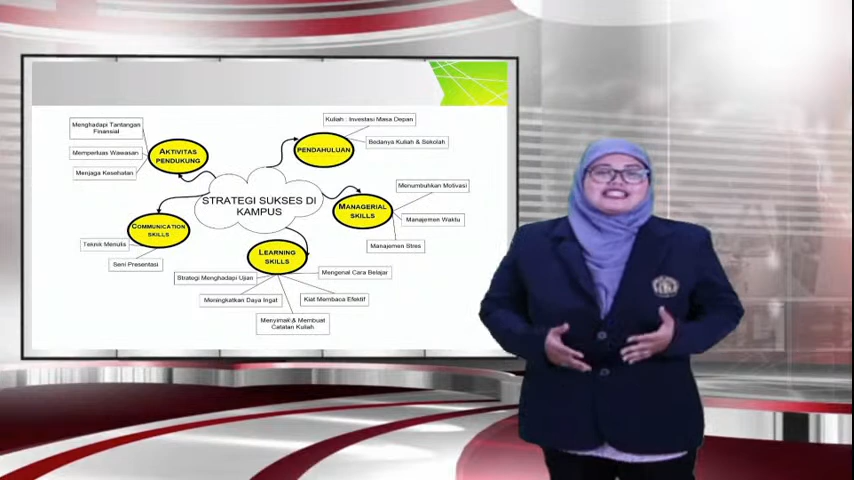 Menghadapi Tantangan
Finansial
Memperluas Wawasan
Menjaga Kesehatan
AKTIVITAS
PENDUKUNG
Kuliah : Investasi Masa Depan
Bedanya Kuliah & Sekolah
PENDAHULUAN
STRATEGI SUKSES DI
KAMPUS
Menumbuhkan Motivasi
MANAGERIAL
SKILLS
Manajemen Waktu
Manajemen Stres
COMMUNICATION
SKILLS
Teknik Menulis
Seni Presentasi
LEARNING
SKILLS
Strategi Menghadapi Ujian
Mengenal Cara Belajar
Meningkatkan Daya Ingat
Kiat Membaca Efektif
Menyimak & Membuat
Catatan Kuliah